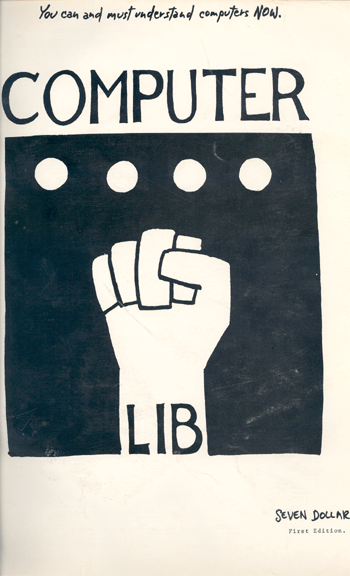 You can and must understand computers NOW.
COMPUTER
LIB
SEVEN DOLLAR
First Edition.